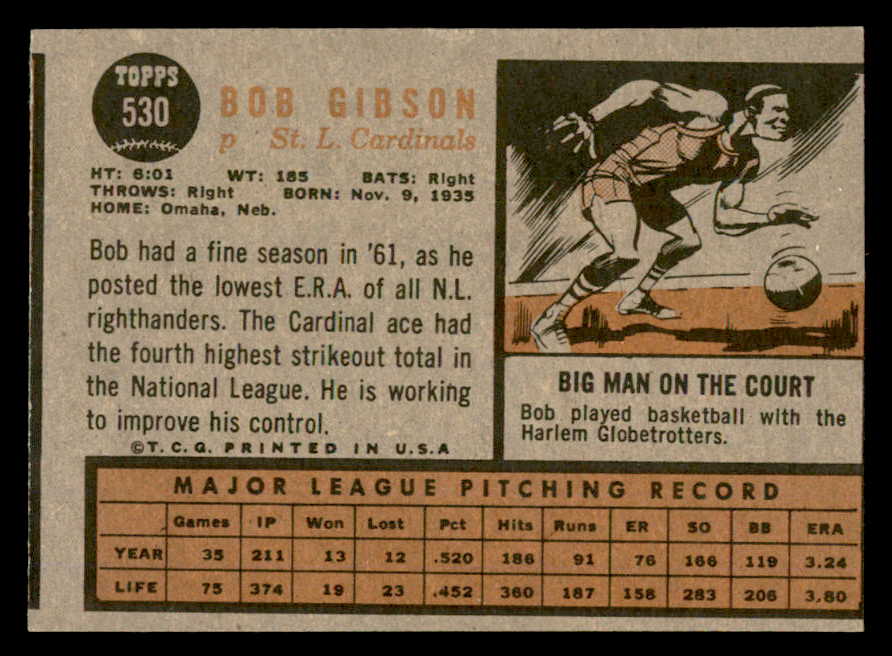 TOPPS
530
BOB GIBSON
p St. L. Cardinals
HT: 6:01 WT: 185 BATS: Right
THROWS: Right BORN: Nov. 9, 1935
HOME: Omaha, Neb.
Bob had a fine season in '61, as he
posted the lowest E.R.A. of all N.L.
righthanders. The Cardinal ace had
the fourth highest strikeout total in
the National League. He is working
to improve his control.
©T. C. G. PRINTED IN U.S.A
BIG MAN ON THE COURT
Bob played basketball with the
Harlem Globetrotters.
MAJOR LEAGUE PITCHING RECORD
Games IP Won Lost Pct Hits Runs ER SO BB ERA
YEAR 35 211 13 12 .520 186 91 76 166 119 3.24
LIFE 75 374 19 23 .452 360 187 158 283 206 3.80